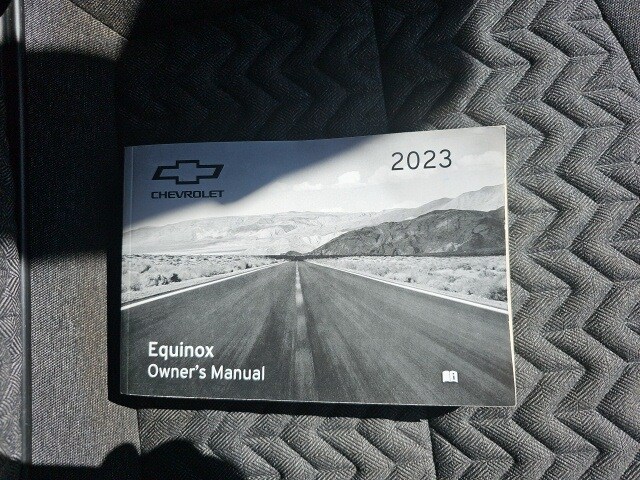 CHEVROLET
2023
Equinox
Owner's Manual